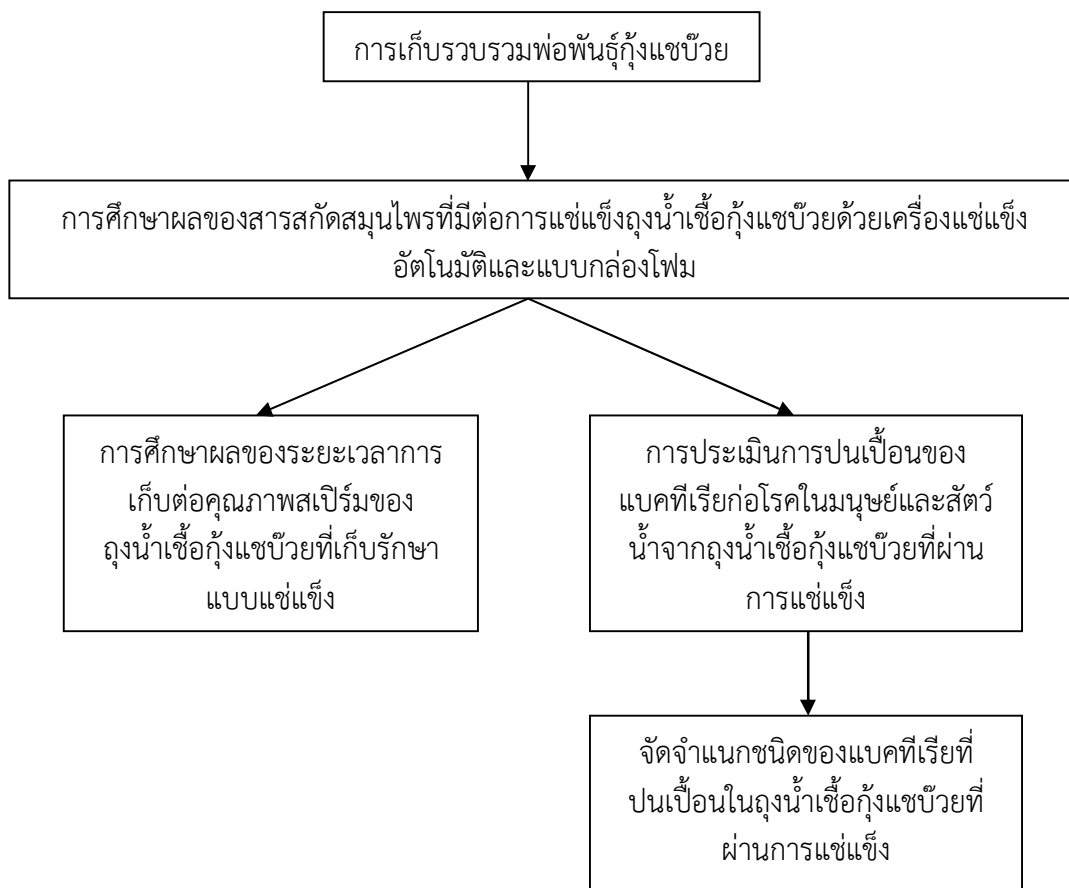 การเก็บรวบรวมพ่อพันธุ์กุ้งแชบ๊วย
การศึกษาผลของสารสกัดสมุนไพรที่มีต่อการแช่แข็งถุงน้ำเชื้อกุ้งแชบ๊วยด้วยเครื่องแช่แข็ง
อัตโนมัติและแบบกล่องโฟม
การศึกษาผลของระยะเวลาการ
เก็บต่อคุณภาพสเปิร์มของ
ถุงน้ำเชื้อกุ้งแชบ๊วยที่เก็บรักษา
แบบแช่แข็ง
การประเมินการปนเปื้อนของ
แบคทีเรียก่อโรคในมนุษย์และสัตว์
น้ำจากถุงน้ำเชื้อกุ้งแชบ๊วยที่ผ่าน
การแช่แข็ง
จัดจำแนกชนิดของแบคทีเรียที่
ปนเปื้อนในถุงน้ำเชื้อกุ้งแชบ๊วยที่
ผ่านการแช่แข็ง